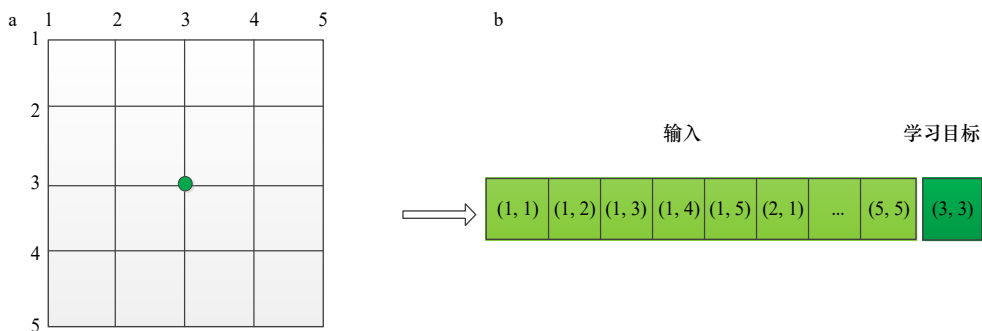 a
b
1 2 3 4 5
1
2
3
4
5
输入
学习目标
(1, 1) (1, 2) (1, 3) (1, 4) (1, 5) (2, 1) ... (5, 5) (3, 3)